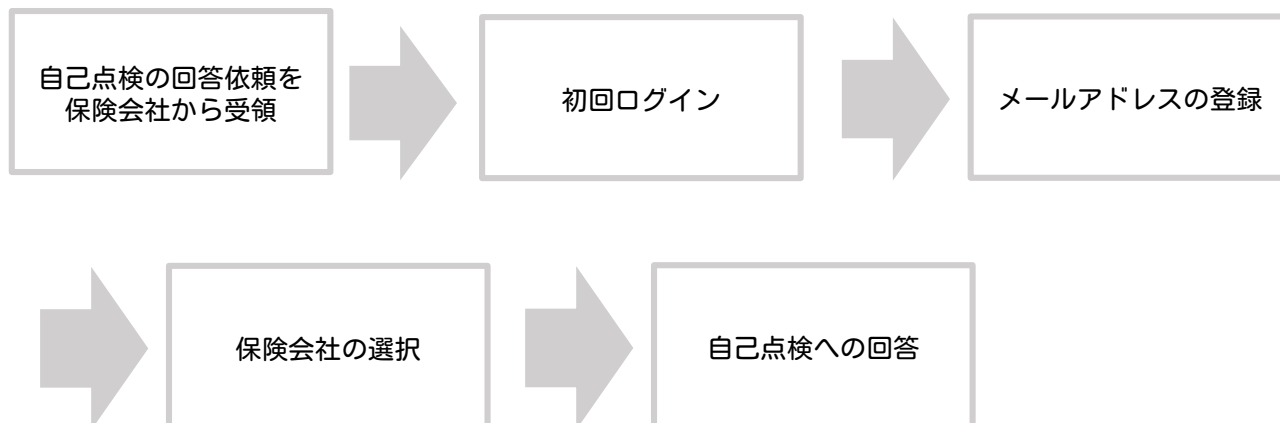 自己点検の回答依頼を
保険会社から受領
初回ログイン
メールアドレスの登録
保険会社の選択
自己点検への回答